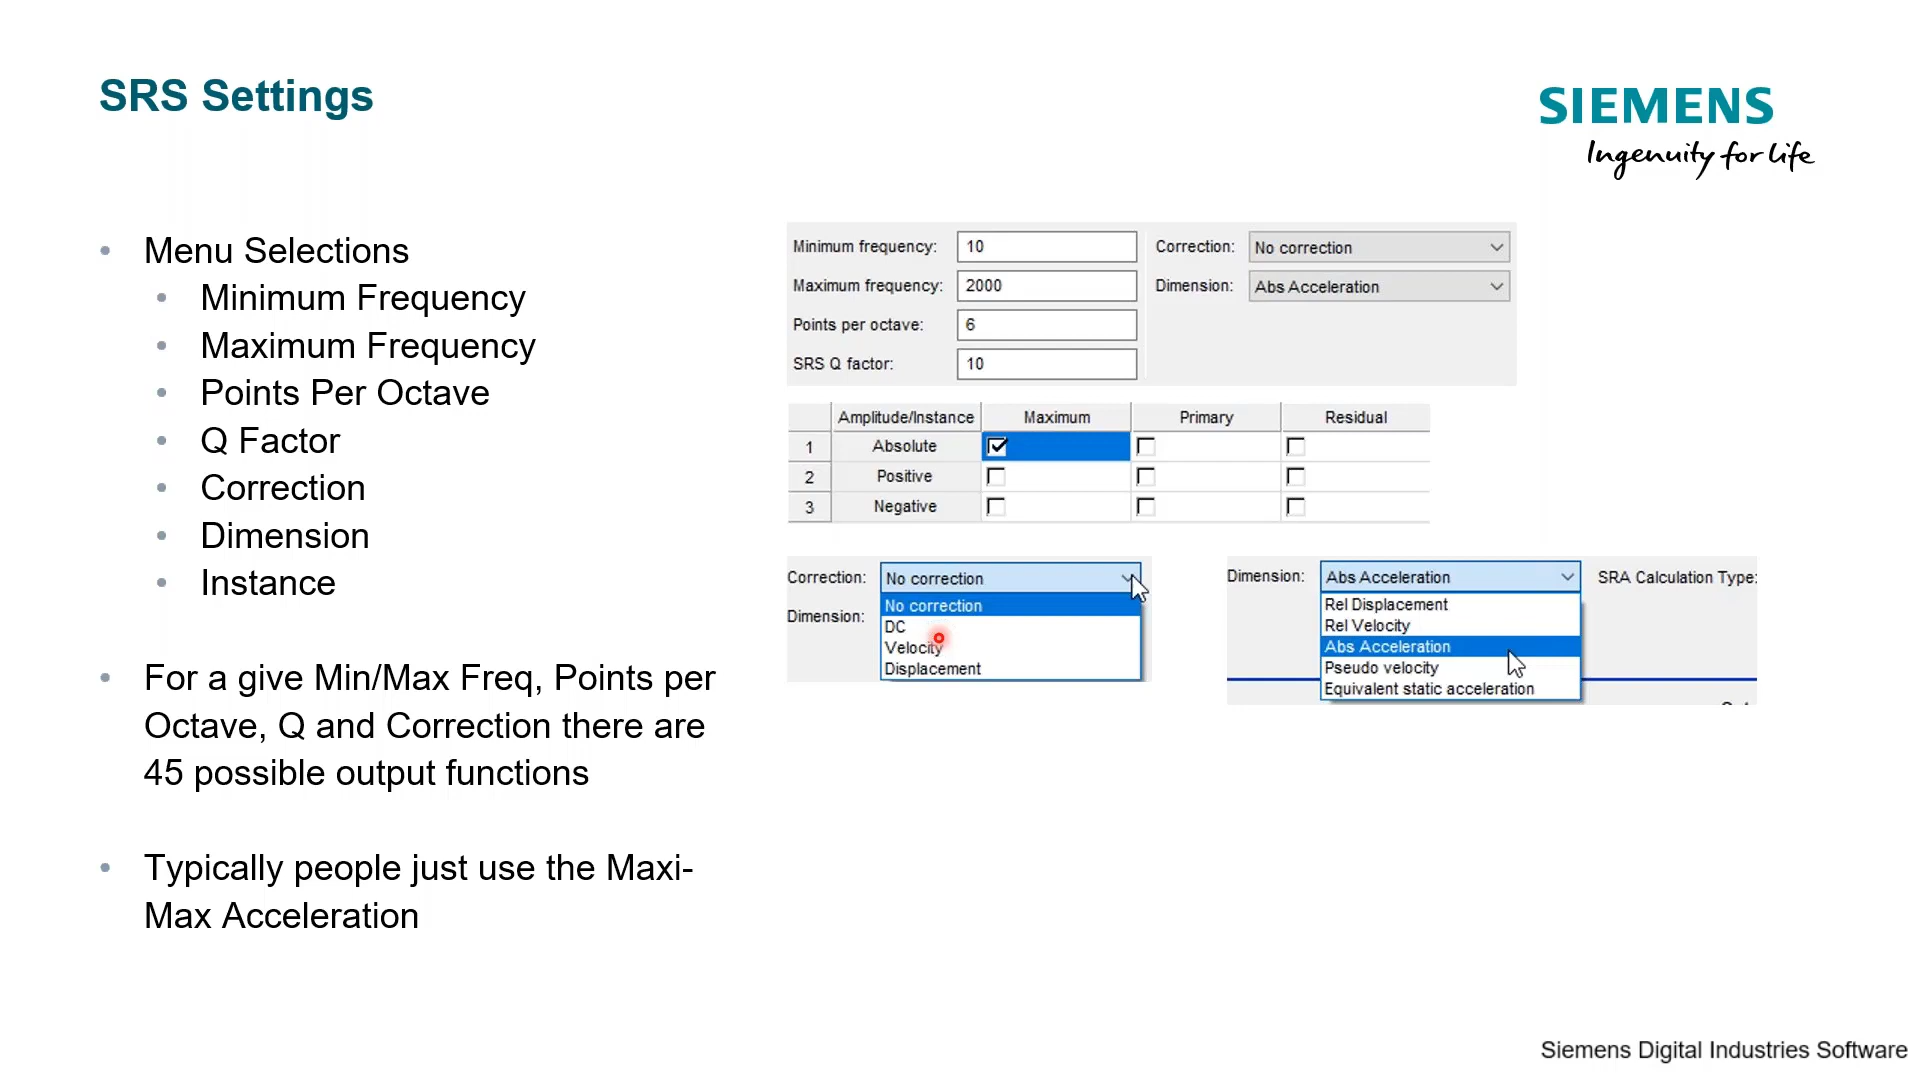 SRS Settings
SIEMENS
Ingenuity for life
Menu Selections
Minimum Frequency
Maximum Frequency
Points Per Octave
Q Factor
Correction
Dimension
Instance
For a give Min/Max Freq, Points per
Octave, Q and Correction there are
45 possible output functions
Typically people just use the Maxi-
Max Acceleration
Minimum frequency: 10 Correction: No correction
Maximum frequency: 2000 Dimension: Abs Acceleration
Points per octave: 6
SRS Q factor: 10
Amplitude/Instance Maximum Primary Residual
1 Absolute
2 Positive
3 Negative
Correction: No correction
No correction
Dimension:
DC
Velocity
Displacement
Dimension: Abs Acceleration SRA Calculation Type:
Rel Displacement
Rel Velocity
Abs Acceleration
Pseudo velocity
Equivalent static acceleration
Siemens Digital Industries Software